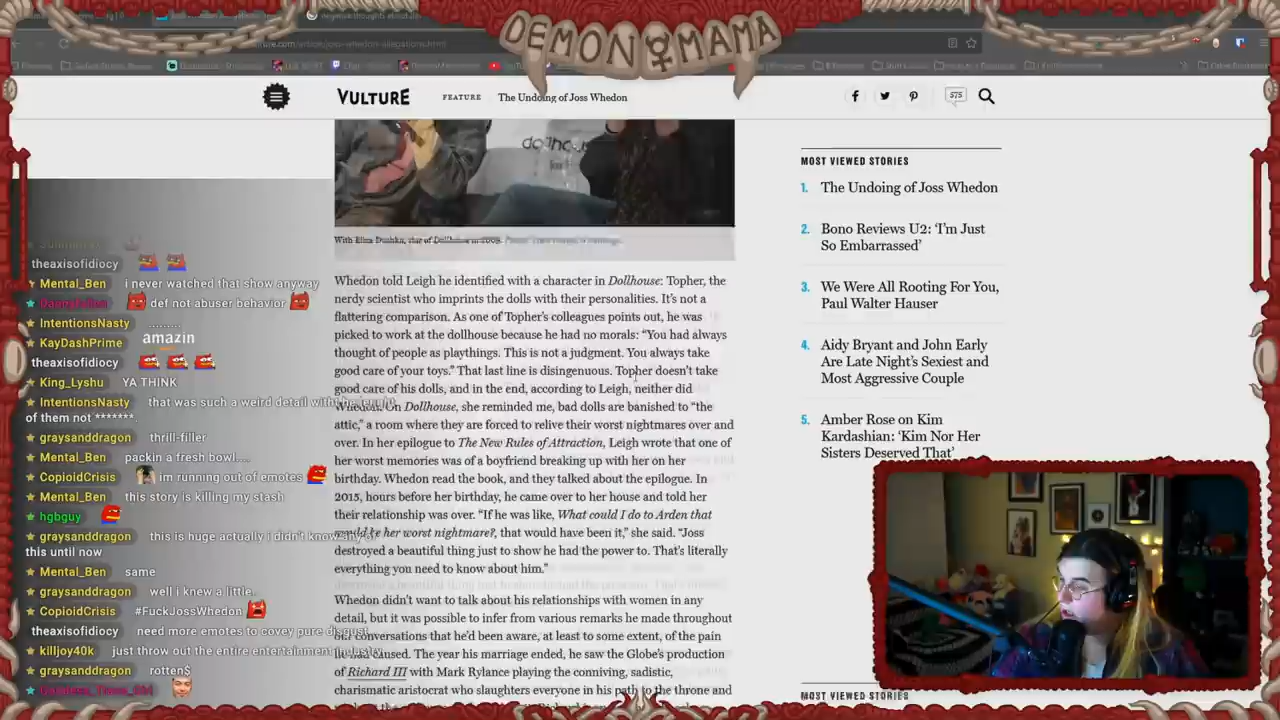 DEMON MAMA
VULTURE
FEATURE
The Undoing of Joss Whedon
575
With Eliza Dushku, star of Dollhouse in 2009.
Whedon told Leigh he identified with a character in Dollhouse: Topher, the
nerdy scientist who imprints the dolls with their personalities. It's not a
flattering comparison. As one of Topher's colleagues points out, he was
picked to work at the dollhouse because he had no morals: "You had always
thought of people as playthings. This is not a judgment. You always take
good care of your toys." That last line is disingenuous. Topher doesn't take
good care of his dolls, and in the end, according to Leigh, neither did
Whedon. On Dollhouse, she reminded me, bad dolls are banished to "the
attic," a room where they are forced to relive their worst nightmares over and
over. In her epilogue to The New Rules of Attraction, Leigh wrote that one of
her worst memories was of a boyfriend breaking up with her on her
birthday. Whedon read the book, and they talked about the epilogue. In
2015, hours before her birthday, he came over to her house and told her
their relationship was over. "If he was like, What could I do to Arden that
would be her worst nightmare?, that would have been it," she said. "Joss
destroyed a beautiful thing just to show he had the power to. That's literally
everything you need to know about him."
Whedon didn't want to talk about his relationships with women in any
detail, but it was possible to infer from various remarks he made throughout
our conversations that he'd been aware, at least to some extent, of the pain
he caused. The year his marriage ended, he saw the Globe's production
of Richard III with Mark Rylance playing the conniving, sadistic,
charismatic aristocrat who slaughters everyone in his path to the throne and
MOST VIEWED STORIES
1. The Undoing of Joss Whedon
2. Bono Reviews U2: 'I'm Just
So Embarrassed'
3. We Were All Rooting For You,
Paul Walter Hauser
4. Aidy Bryant and John Early
Are Late Night's Sexiest and
Most Aggressive Couple
5. Amber Rose on Kim
Kardashian: 'Kim Nor Her
Sisters Deserved That'
MOST VIEWED STORIES
theaxisofidiocy
Mental_Ben i never watched that show anyway
def not abuser behavior
IntentionsNasty .........
KayDashPrime amazin
theaxisofidiocy
King_Lyshu YA THINK
IntentionsNasty that was such a weird detail with
of them not *******.
graysanddragon thrill-filler
Mental_Ben packin a fresh bowl....
CopioidCrisis im running out of emotes
Mental_Ben this story is killing my stash
hgbguy
graysanddragon this is huge actually i didn't know any of
this until now
Mental_Ben same
graysanddragon well i knew a little.
CopioidCrisis #FuckJossWhedon
theaxisofidiocy need more emotes to covey pure disgust
killjoy40k just throw out the entire entertainment industry
graysanddragon rotten$